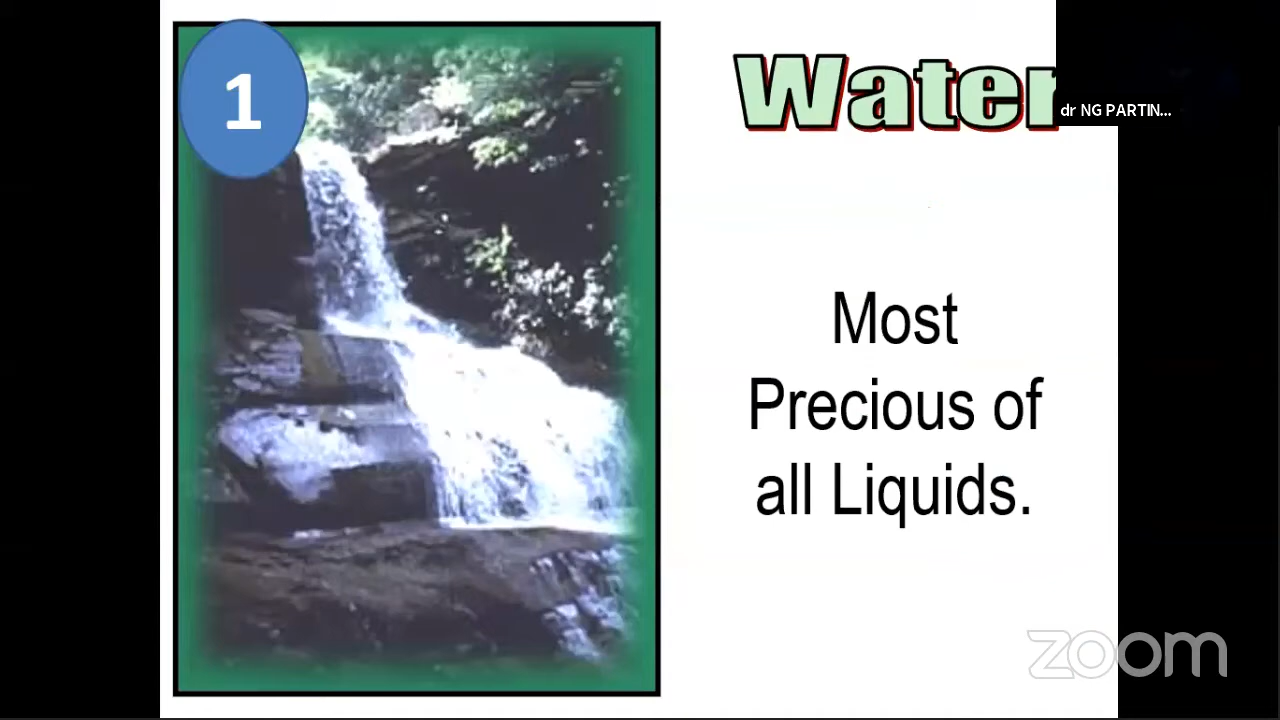 1
Water
dr NG PARTIN...
Most
Precious of
all Liquids.
zoom